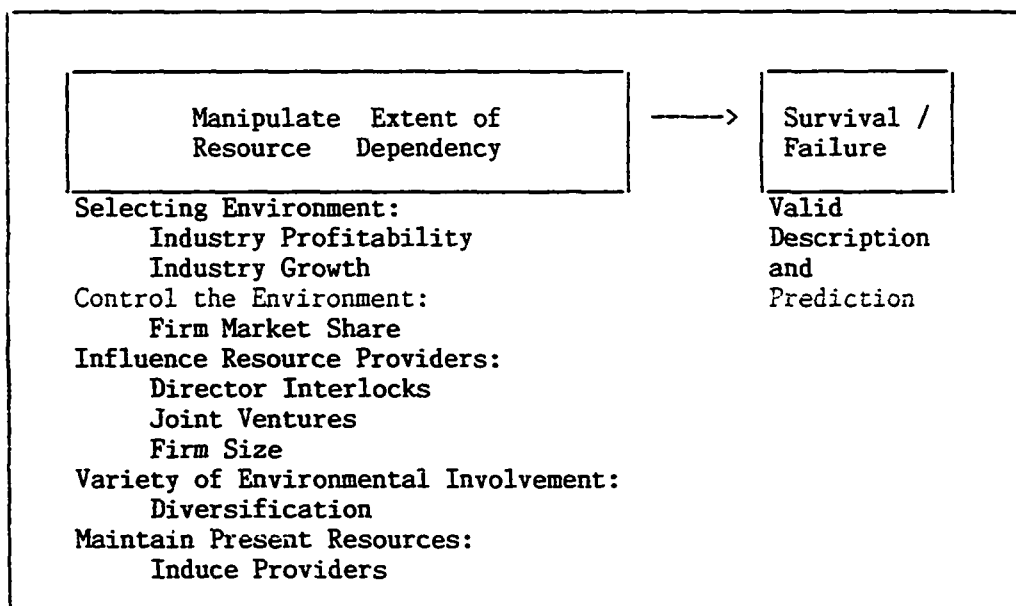 Manipulate Extent of
Resource Dependency
---->
Survival /
Failure
Selecting Environment:
Industry Profitability
Industry Growth
Control the Environment:
Firm Market Share
Influence Resource Providers:
Director Interlocks
Joint Ventures
Firm Size
Variety of Environmental Involvement:
Diversification
Maintain Present Resources:
Induce Providers
Valid
Description
and
Prediction